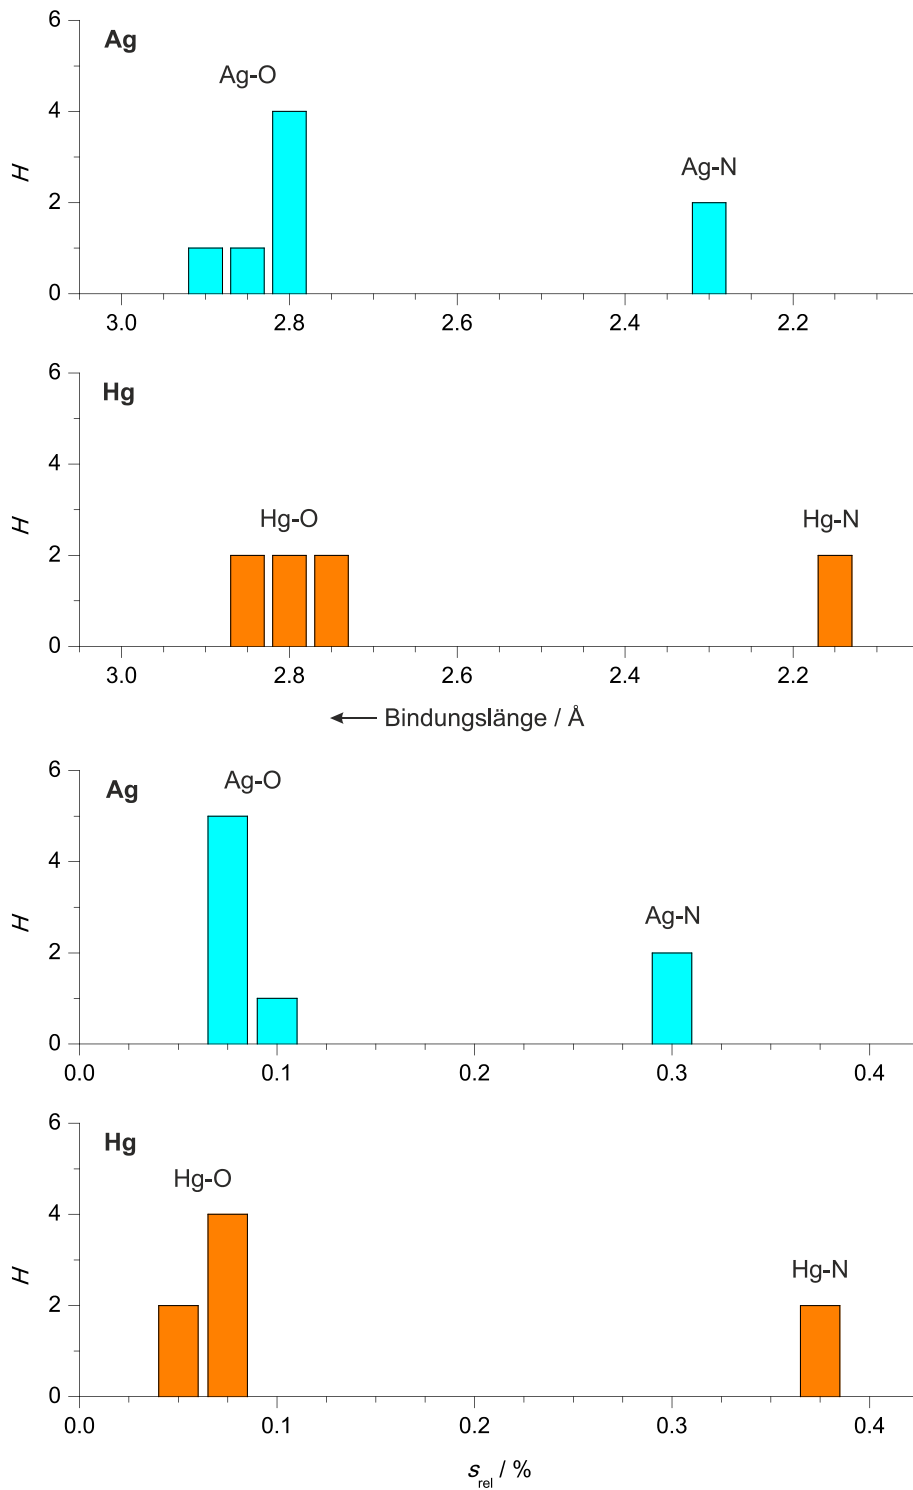 6
Ag
Ag-O
4
Ag-N
H
2
0
3.0 2.8 2.6 2.4 2.2
6
Hg
4
Hg-O Hg-N
H
2
0
3.0 2.8 2.6 2.4 2.2
← Bindungslänge / Å
6
Ag-O
Ag
4
Ag-N
H
2
0
0.0 0.1 0.2 0.3 0.4
6
Hg
Hg-O
4
Hg-N
H
2
0
0.0 0.1 0.2 0.3 0.4
s_rel / %